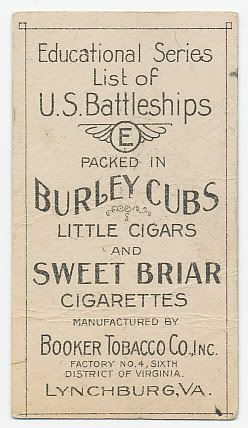 Educational Series
List of
U.S. Battleships
E
PACKED IN
BURLEY CUBS
LITTLE CIGARS
AND
SWEET BRIAR
CIGARETTES
MANUFACTURED BY
BOOKER TOBACCO CO., INC.
FACTORY NO. 4, SIXTH
DISTRICT OF VIRGINIA.
LYNCHBURG, VA.